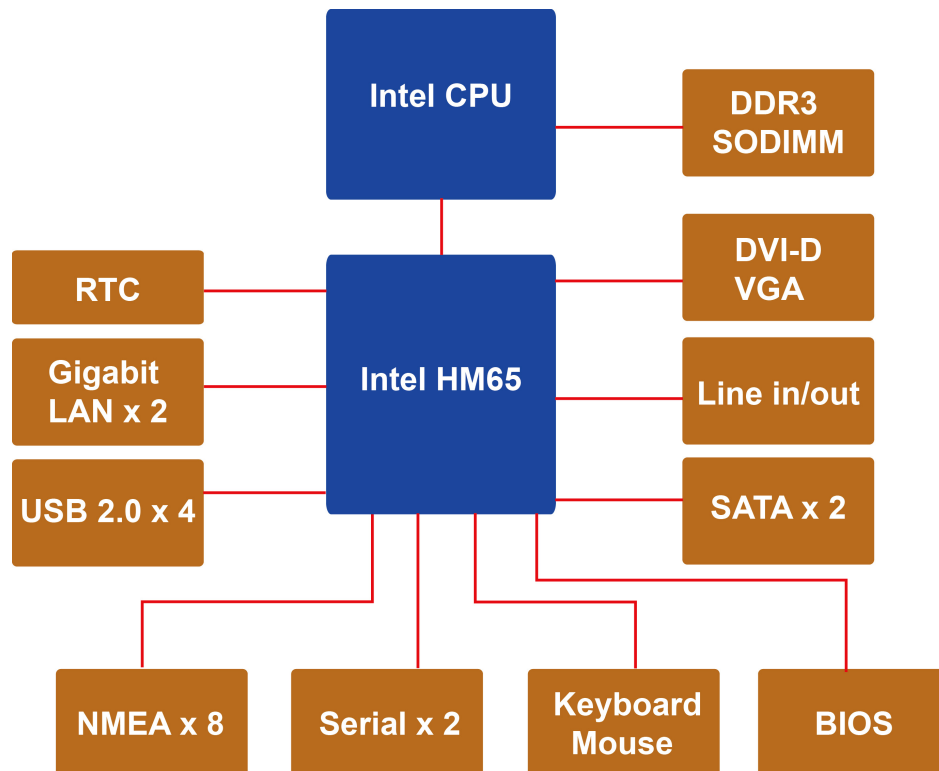 Intel CPU
DDR3
SODIMM
DVI-D
VGA
RTC
Gigabit
LAN x 2
Intel HM65
Line in/out
USB 2.0 x 4
SATA x 2
NMEA x 8
Serial x 2
Keyboard
Mouse
BIOS